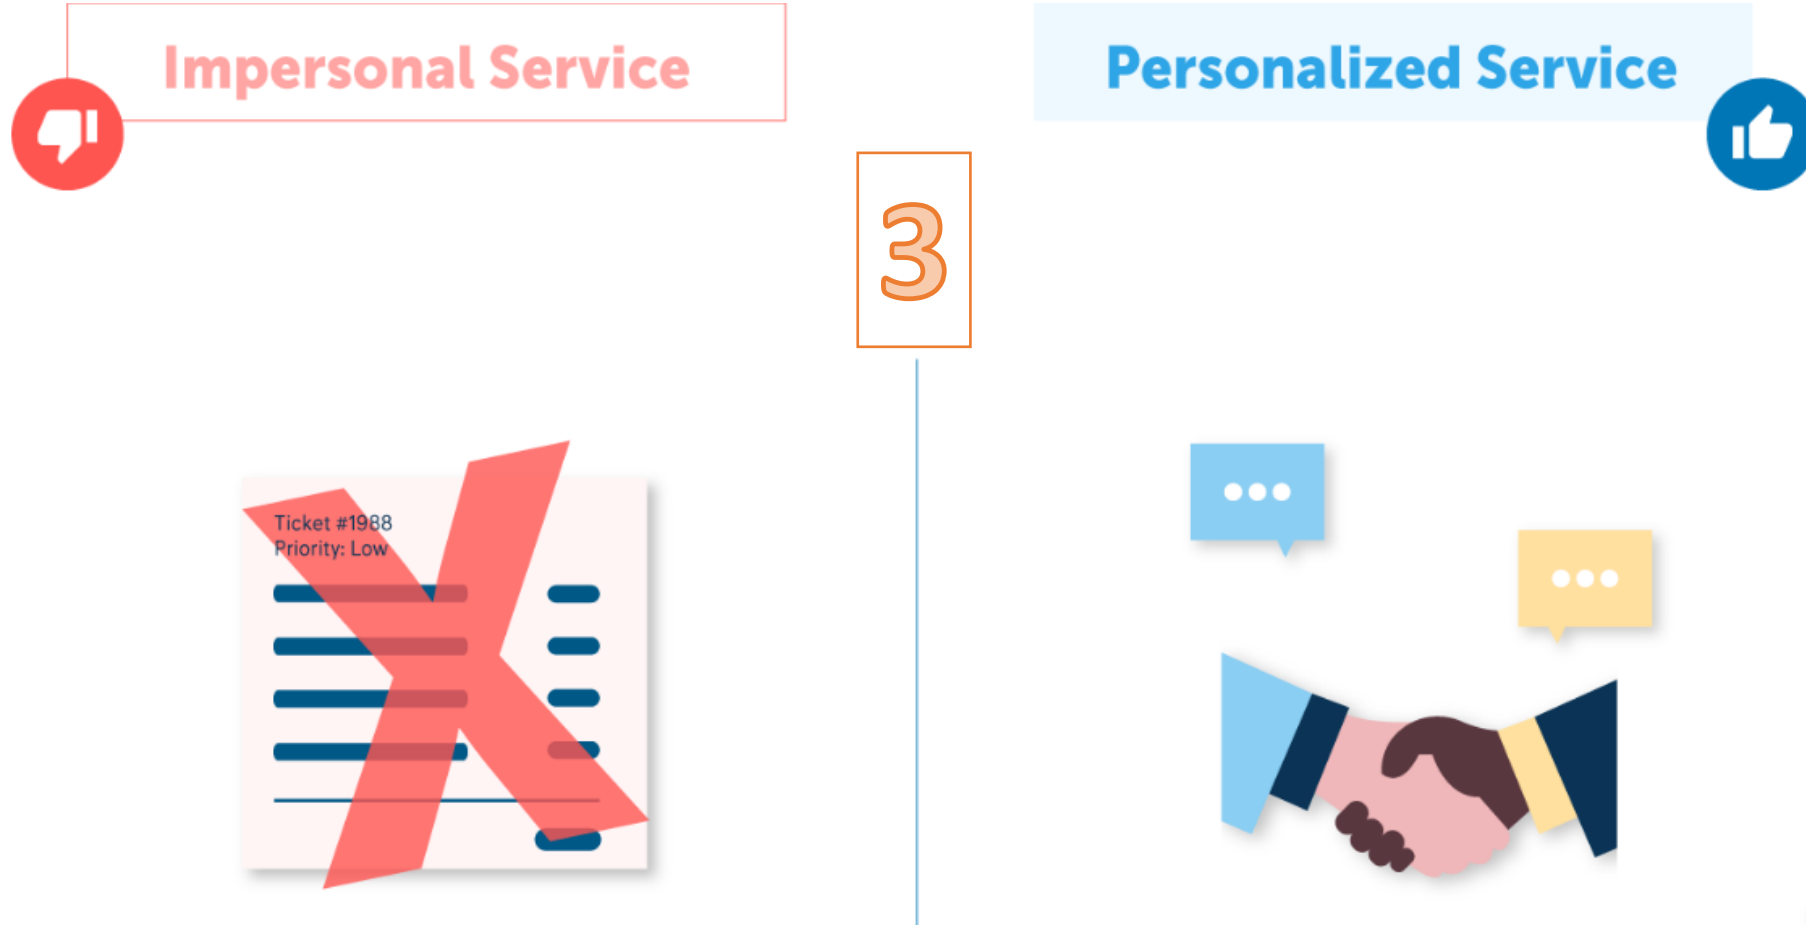 Impersonal Service
Personalized Service
3
Ticket #1988
Priority: Low